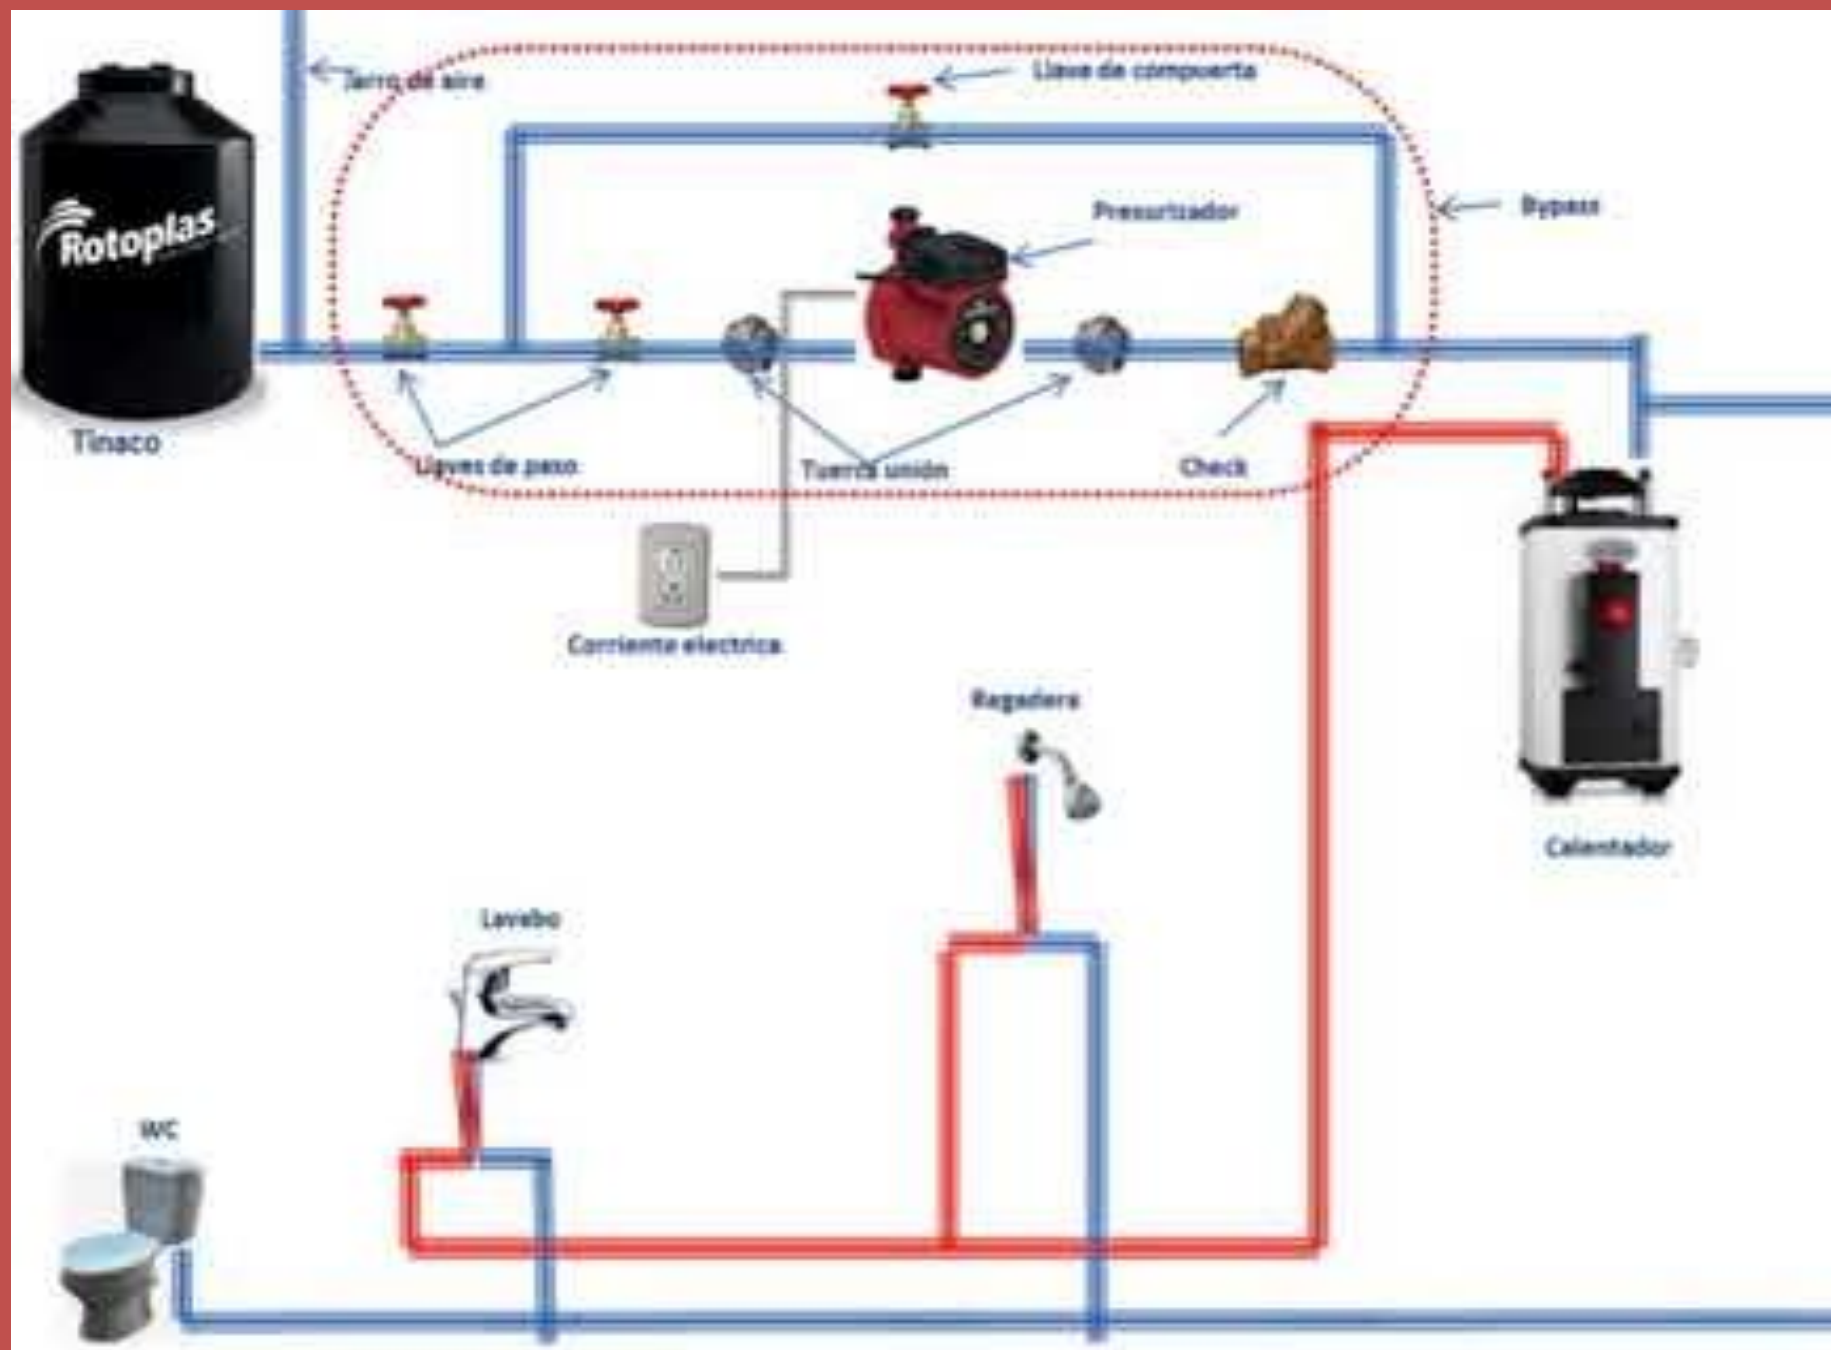 Jarro de aire
Llave de compuerta
Rotoplas
Presurizador
Bypass
Tinaco
Llaves de paso
Tuerca unión
Check
Corriente electrica
Regadera
Calentador
Lavabo
WC